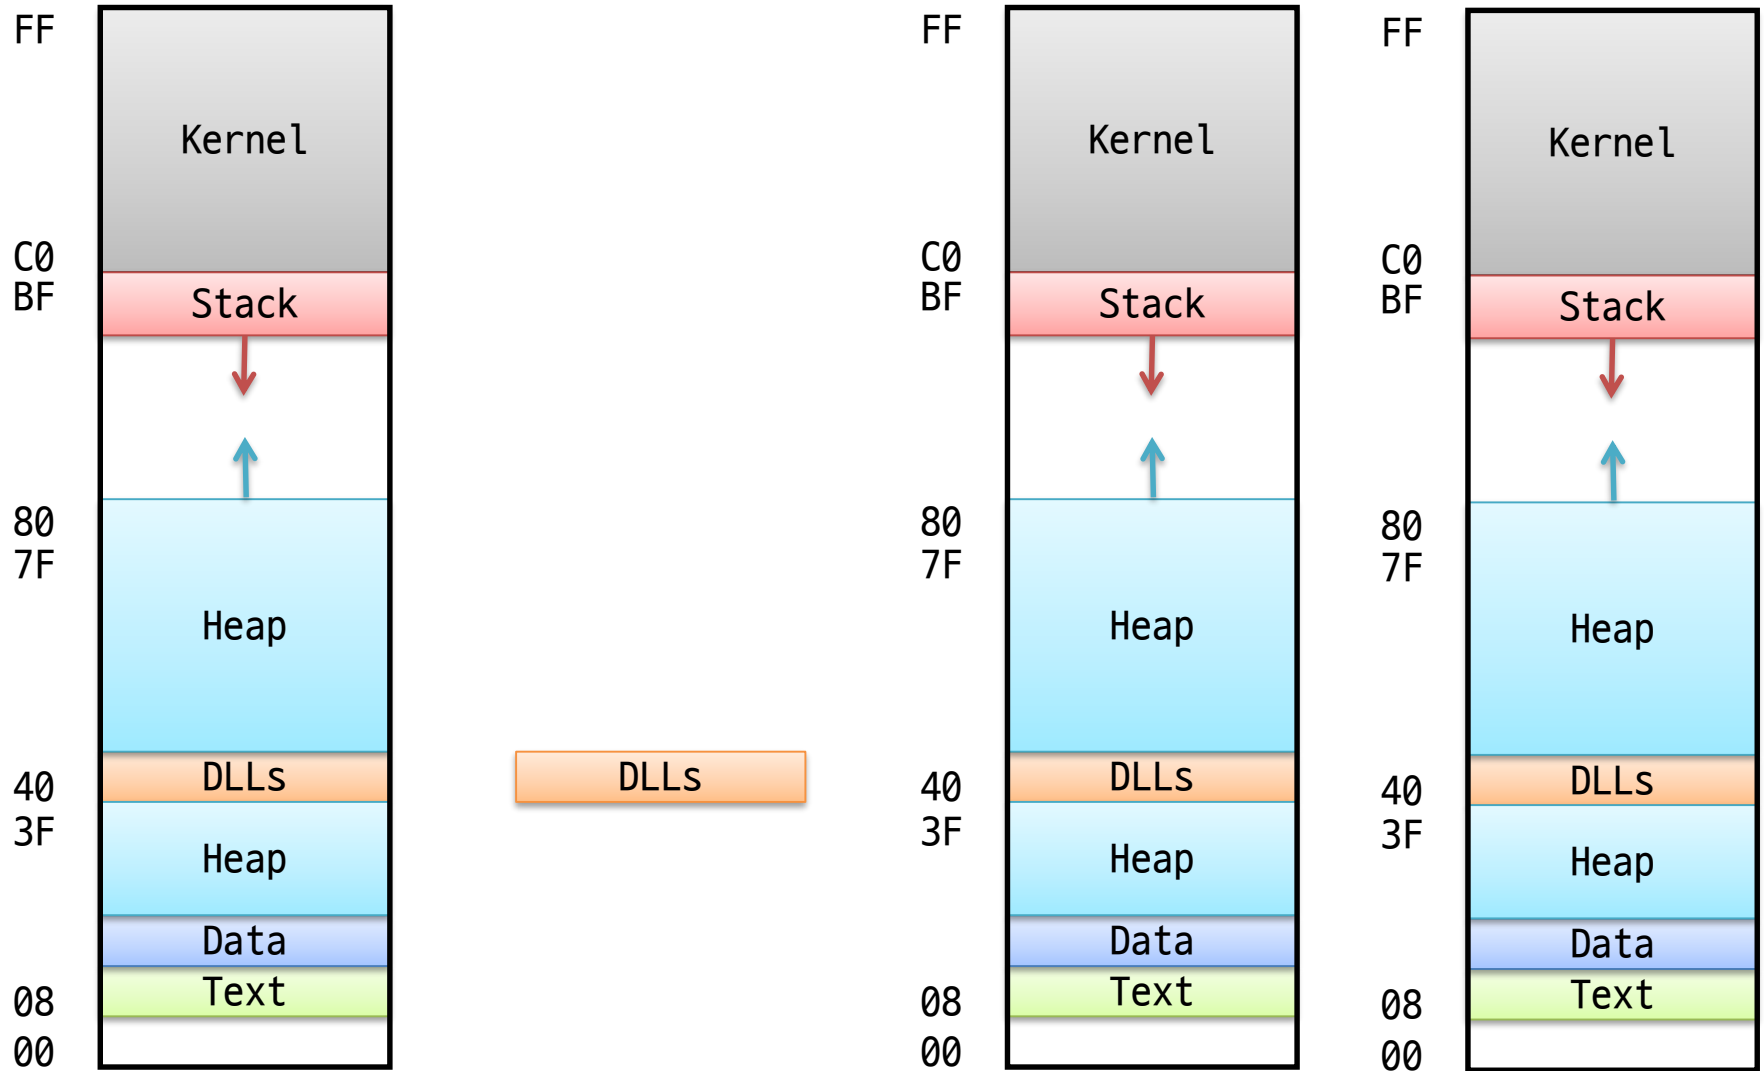 FF
Kernel
C0
BF
Stack
80
7F
Heap
DLLs
40
3F
Heap
Data
Text
08
00
DLLs
FF
Kernel
C0
BF
Stack
80
7F
Heap
DLLs
40
3F
Heap
Data
Text
08
00
FF
Kernel
C0
BF
Stack
80
7F
Heap
DLLs
40
3F
Heap
Data
Text
08
00